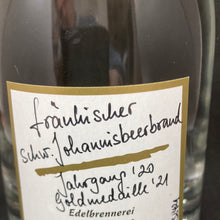 fränkischer
schw. Johannisbeerbrand
Jahrgang '20
Goldmedaille '21
Edelbrennerei